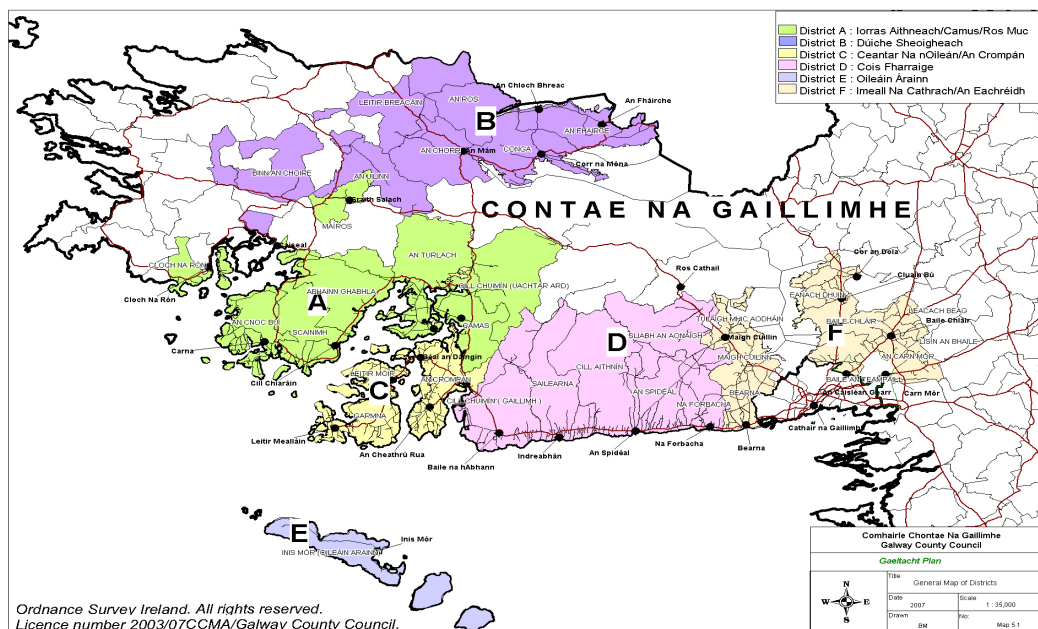 District A : Iorras Aithneach/Camus/Ros Muc
District B : Dúiche Sheoigheach
District C : Ceantar Na nOileán/An Crompán
District D : Cois Fharraige
District E : Oileáin Árainn
District F : Imeall Na Cathrach/An Eachréidh
An Chloch Bhreac
LEITIR BREACÁIN
AN ROS
An Fháirche
B
AN FHAIRCE
AN CHORR
An Mám
CONGA
Corr na Móna
BINN AN CHOIRE
AN UILINN
Sraith Salach
CONTAE NA GAILLIMHE
MAIROS
AN TURLACH
Cor an Dola
CLOCH NA RÓN
Ros Cathail
Cluain Bú
CILL CHUIMÍN (UACHTAR ARD)
ABHAINN GHABHLA
A
EANACH DHUIN
Cloch Na Rón
LEACACH BEAG
AN CNOC BUÍ
CAMAS
TULAIGH MHIC AODHÁIN
BAILE CHLÁIR
Baile Chláir
SCAINIMH
SLIABH AN AONAIGH
F
Maigh Cuilinn
LISÍN AN BHAILE
Carna
D
Béal an Daingin
MAIGH CUILINN
AN CARN MÓR
CILL AITHNÍN
LEITIR MÓIR
BAILE AN TEAMPAILL
Cill Chiaráin
AN CROMPÁN
SAILEARNA
C
AN SPIDÉAL
BEARNA
An Caisleán Gearr
Carn Mór
CILL CHUIMÍN ( GAILLIMH )
NA FORBACHA
GARMNA
Cathair na Gaillimhe
Leitir Mealláin
An Cheathrú Rua
Na Forbacha
Bearna
Indreabhán
An Spidéal
Baile na hAbhann
E
Inis Mór
INIS MÓR (OILEÁIN ÁRAINN)
Comhairle Chontae Na Gaillimhe
Galway County Council
Gaeltacht Plan
Title
General Map of Districts
N
W E
S
Date
2007
Scale
1 : 35,000
Drawn
BM
No:
Map 5.1
Ordnance Survey Ireland. All rights reserved.
Licence number 2003/07CCMA/Galway County Council.